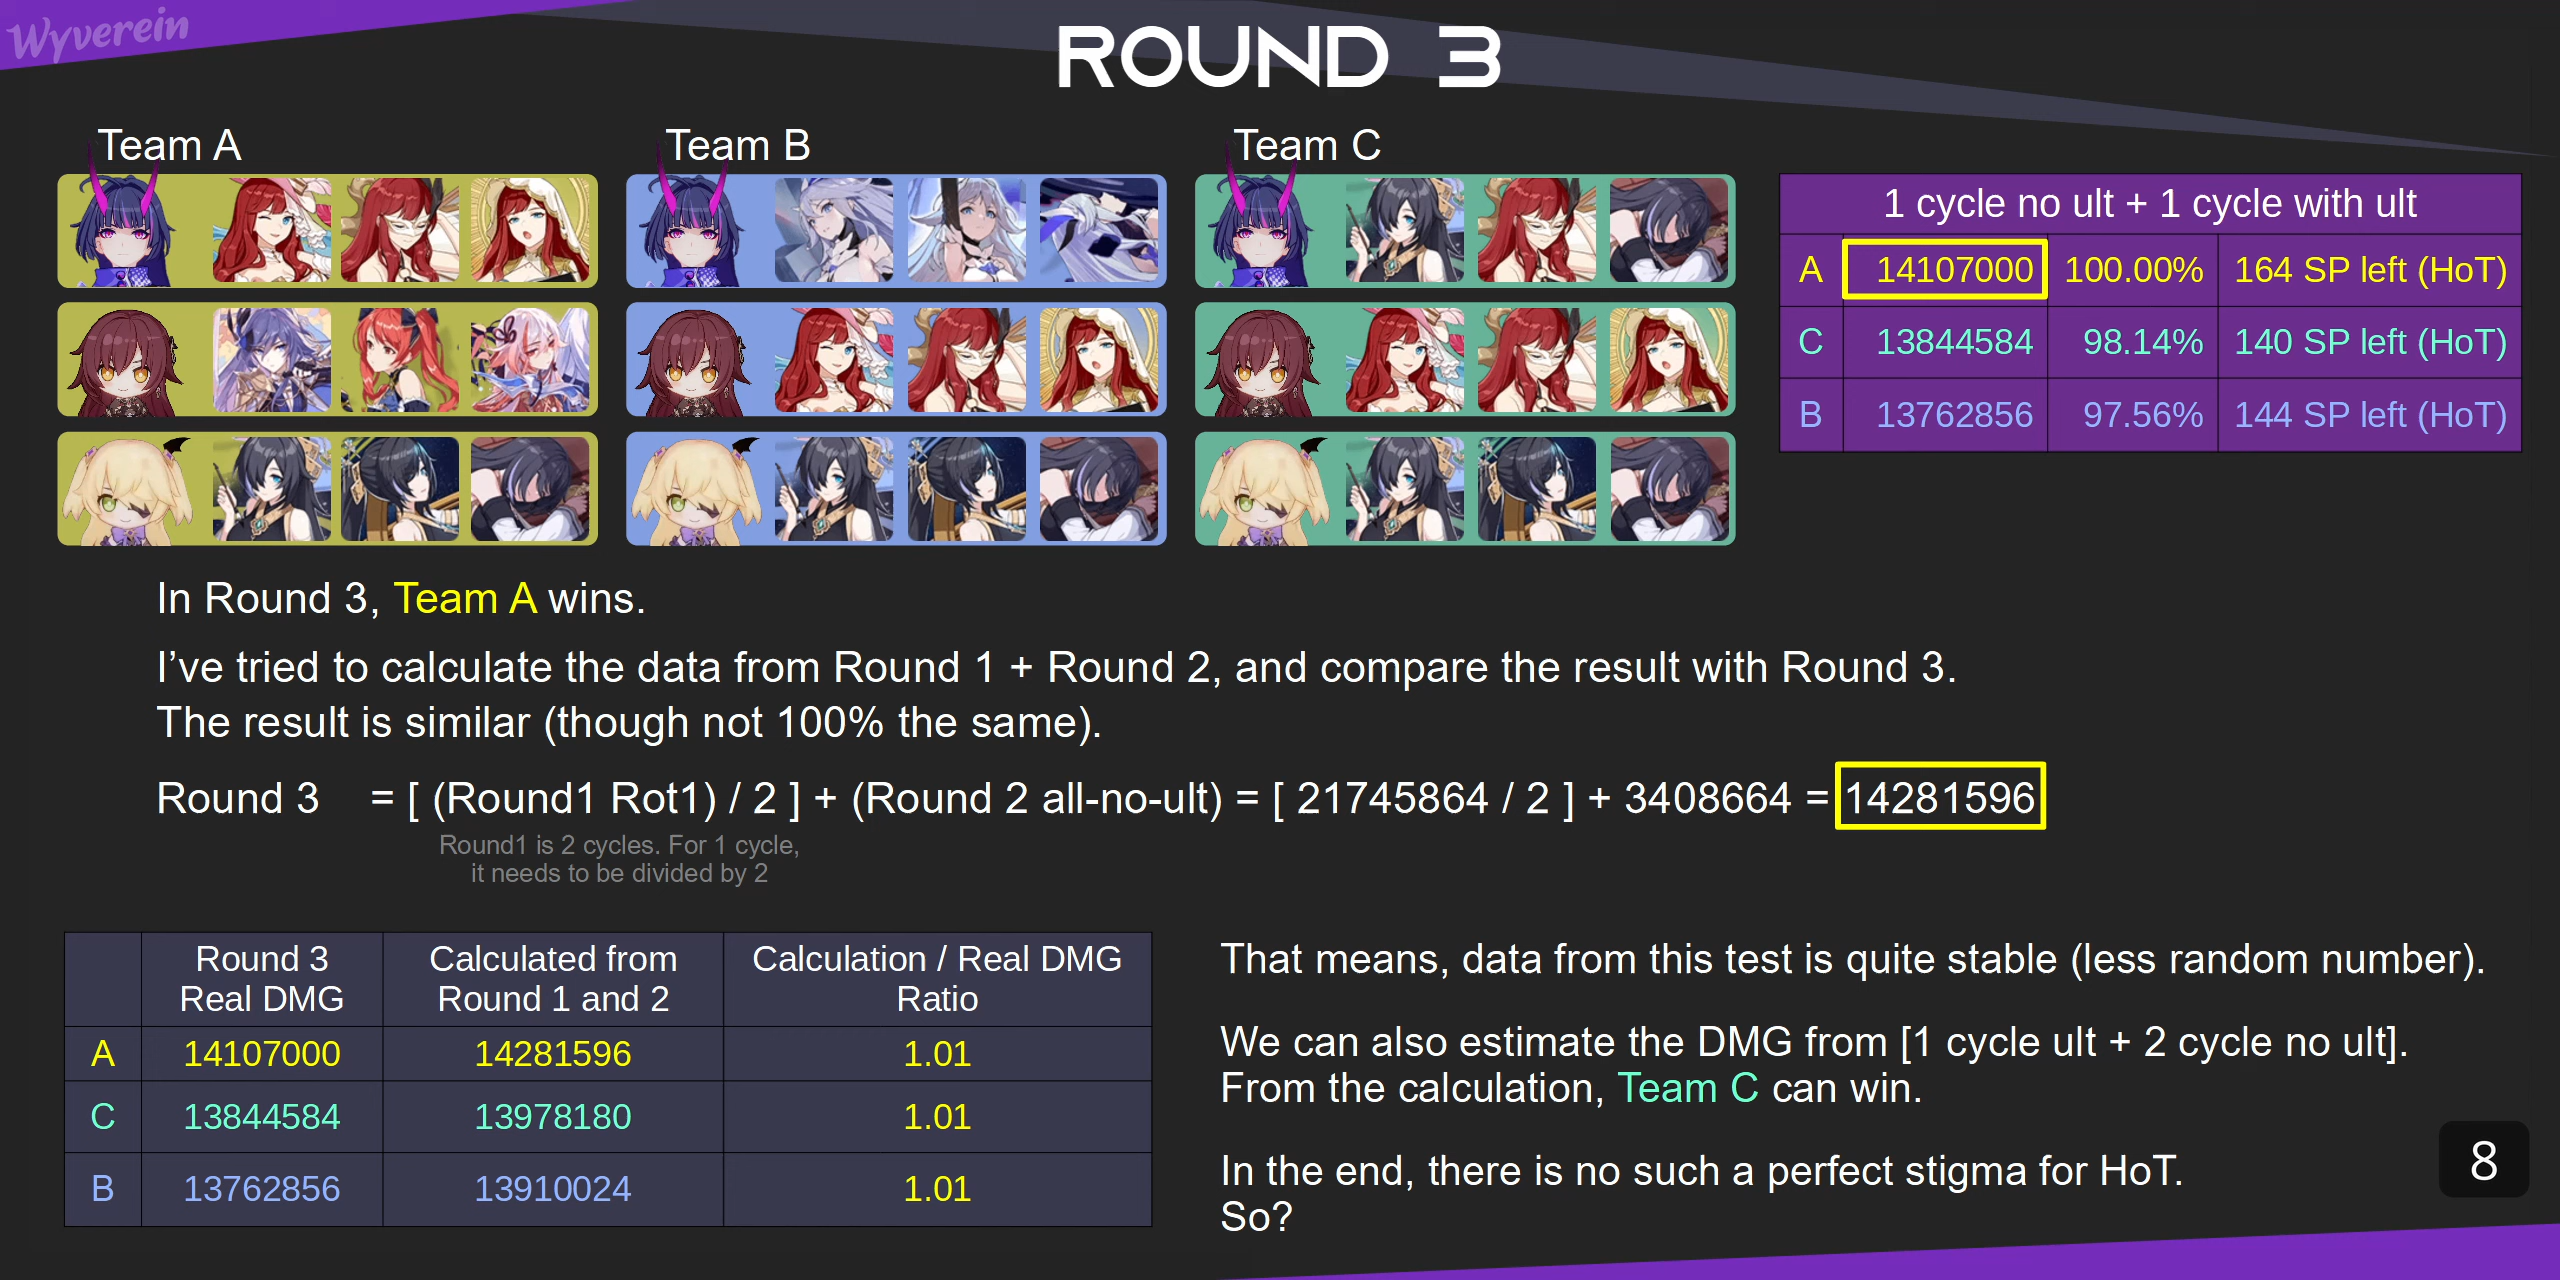 Wyverein
ROUND 3
Team A
Team B
Team C
1 cycle no ult + 1 cycle with ult
A 14107000 100.00% 164 SP left (HoT)
C 13844584 98.14% 140 SP left (HoT)
B 13762856 97.56% 144 SP left (HoT)
In Round 3, Team A wins.
I’ve tried to calculate the data from Round 1 + Round 2, and compare the result with Round 3.
The result is similar (though not 100% the same).
Round 3 = [ (Round1 Rot1) / 2 ] + (Round 2 all-no-ult) = [ 21745864 / 2 ] + 3408664 = 14281596
Round1 is 2 cycles. For 1 cycle,
it needs to be divided by 2
Round 3
Real DMG
Calculated from
Round 1 and 2
Calculation / Real DMG
Ratio
A 14107000 14281596 1.01
C 13844584 13978180 1.01
B 13762856 13910024 1.01
That means, data from this test is quite stable (less random number).
We can also estimate the DMG from [1 cycle ult + 2 cycle no ult].
From the calculation, Team C can win.
In the end, there is no such a perfect stigma for HoT.
So?
8